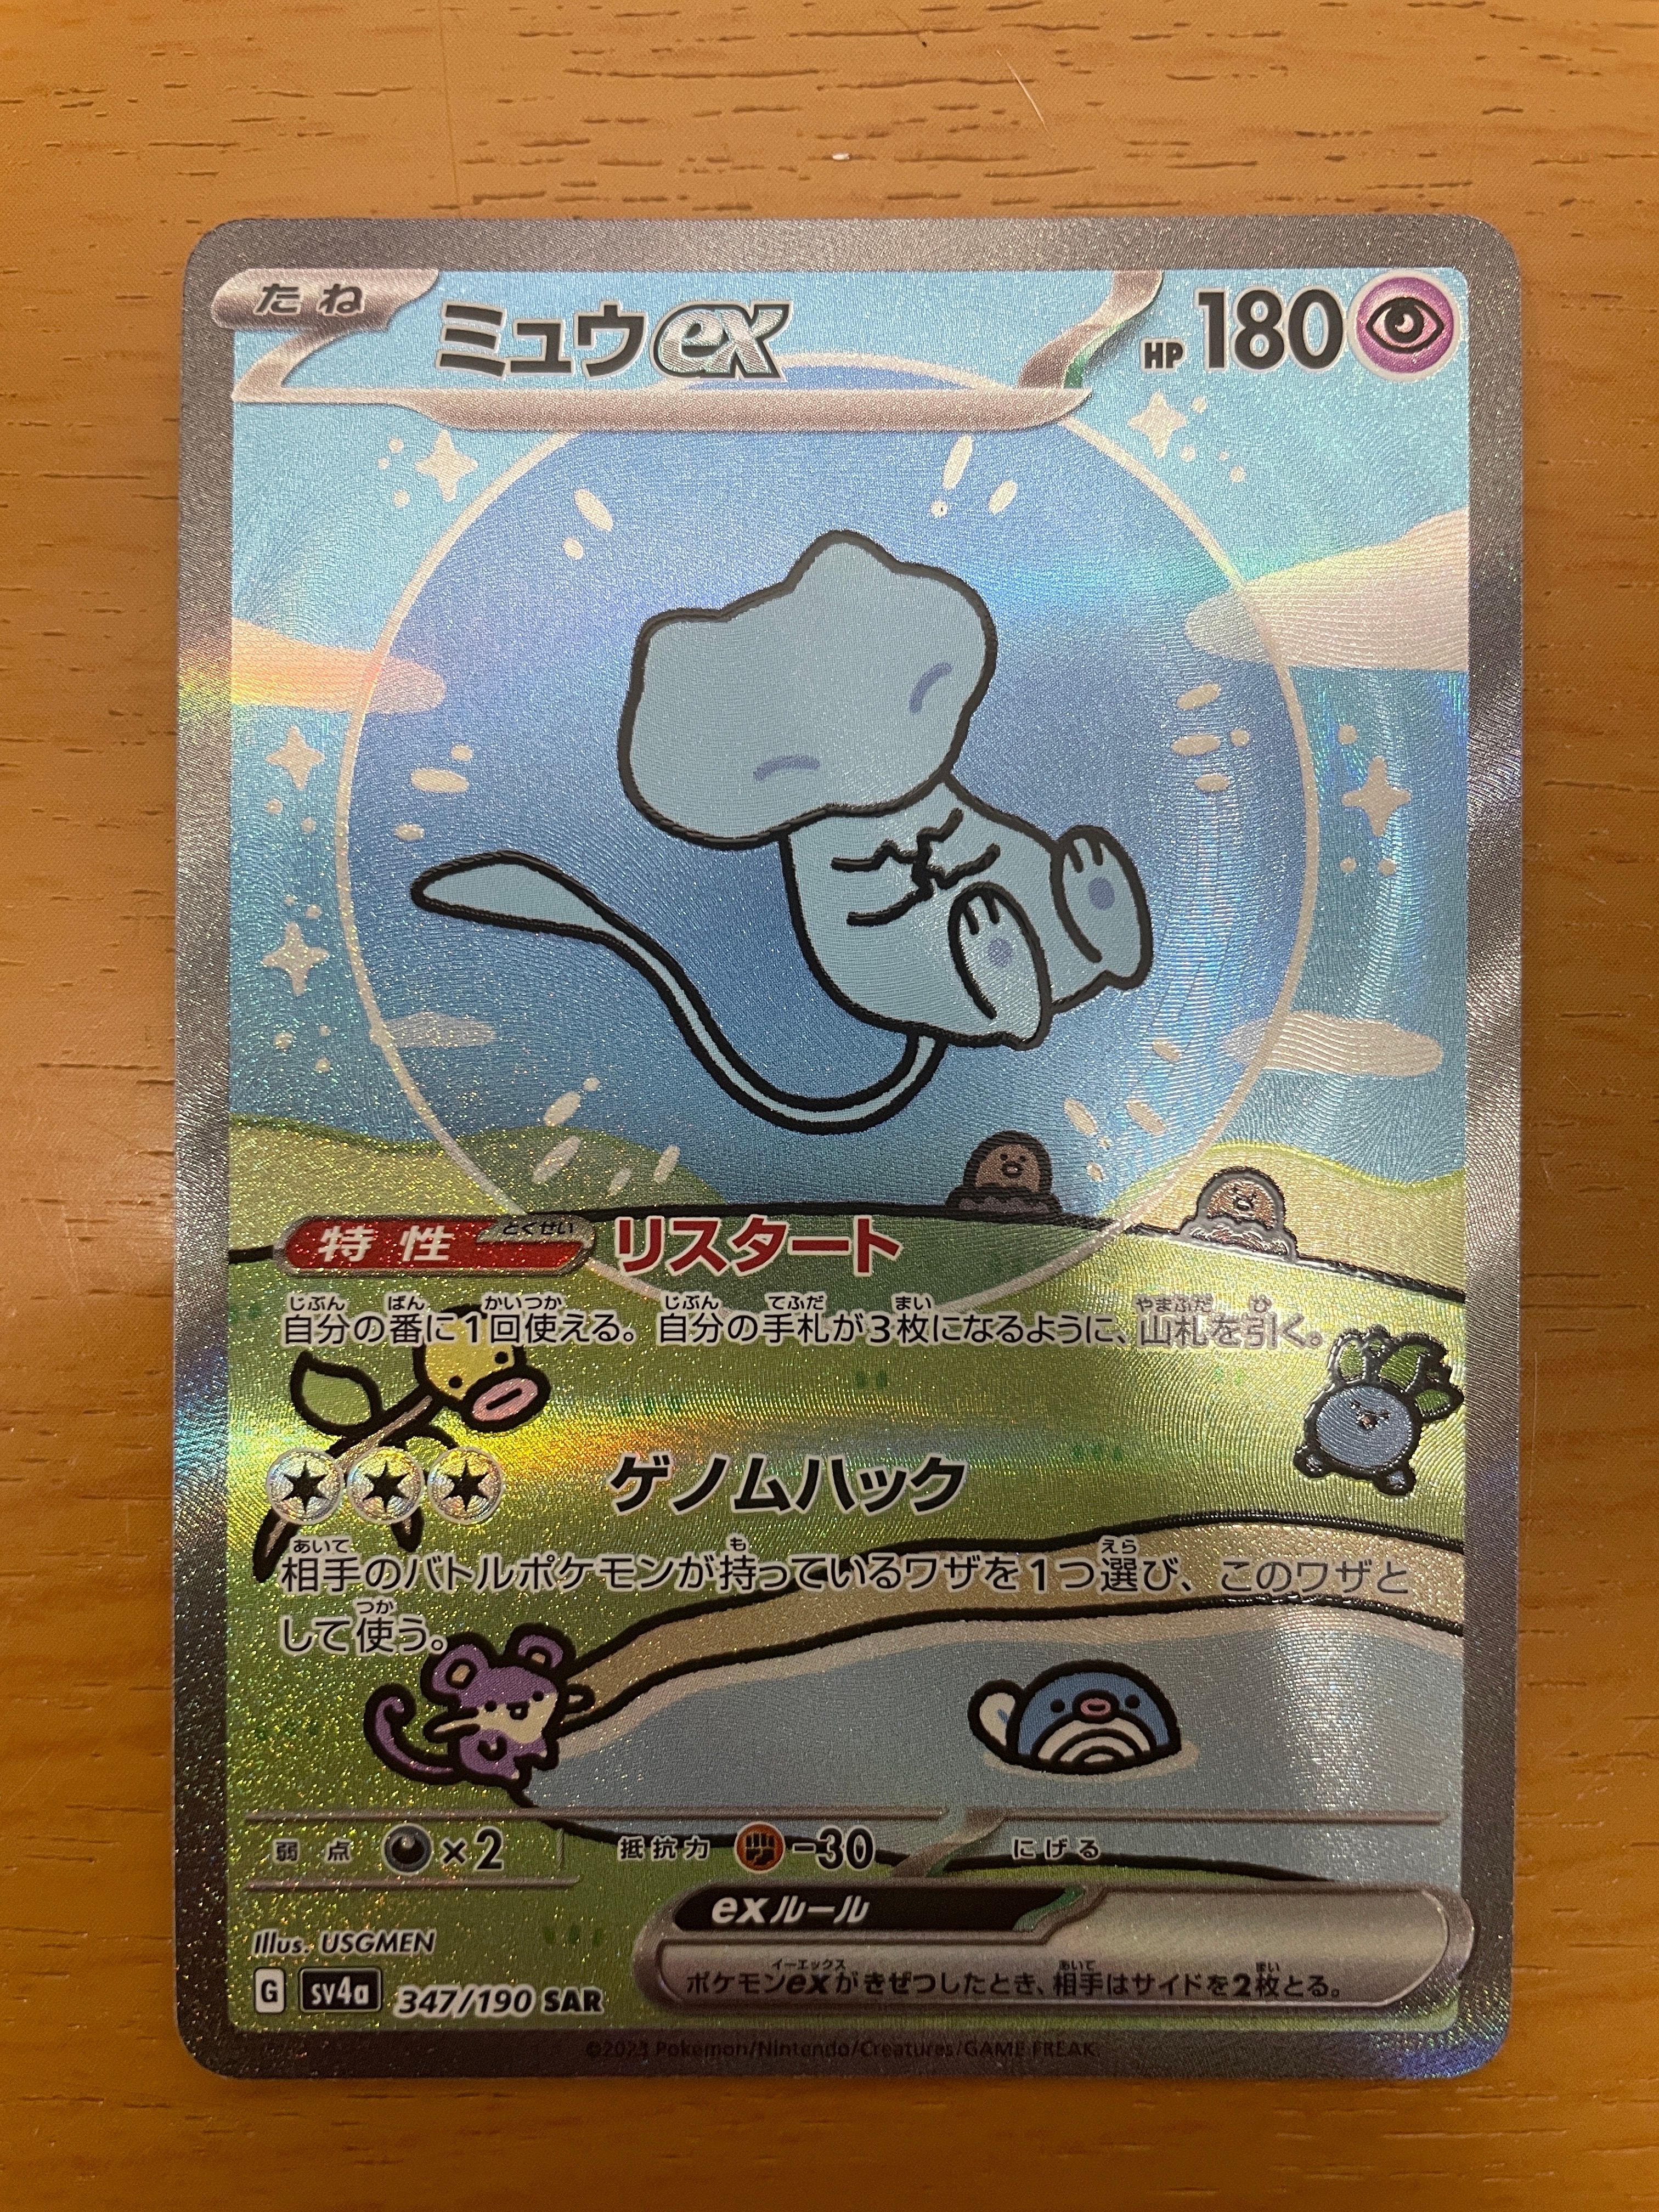 たね
ミュウex
HP 180
特性 とくせい リスタート
じぶん ばん かいつか じぶん てふだ まい やまふだ ひ
自分の番に1回使える。自分の手札が3枚になるように、山札を引く。
ゲノムハック
あいて も えら
相手のバトルポケモンが持っているワザを1つ選び、このワザと
つか
して使う。
弱点 ×2 抵抗力 -30 にげる
exルール
イーエックス あいて まい
ポケモンexがきぜつしたとき、相手はサイドを2枚とる。
Illus. USGMEN
G sv4a 347/190 SAR
©2023 Pokémon/Nintendo/Creatures/GAME FREAK.